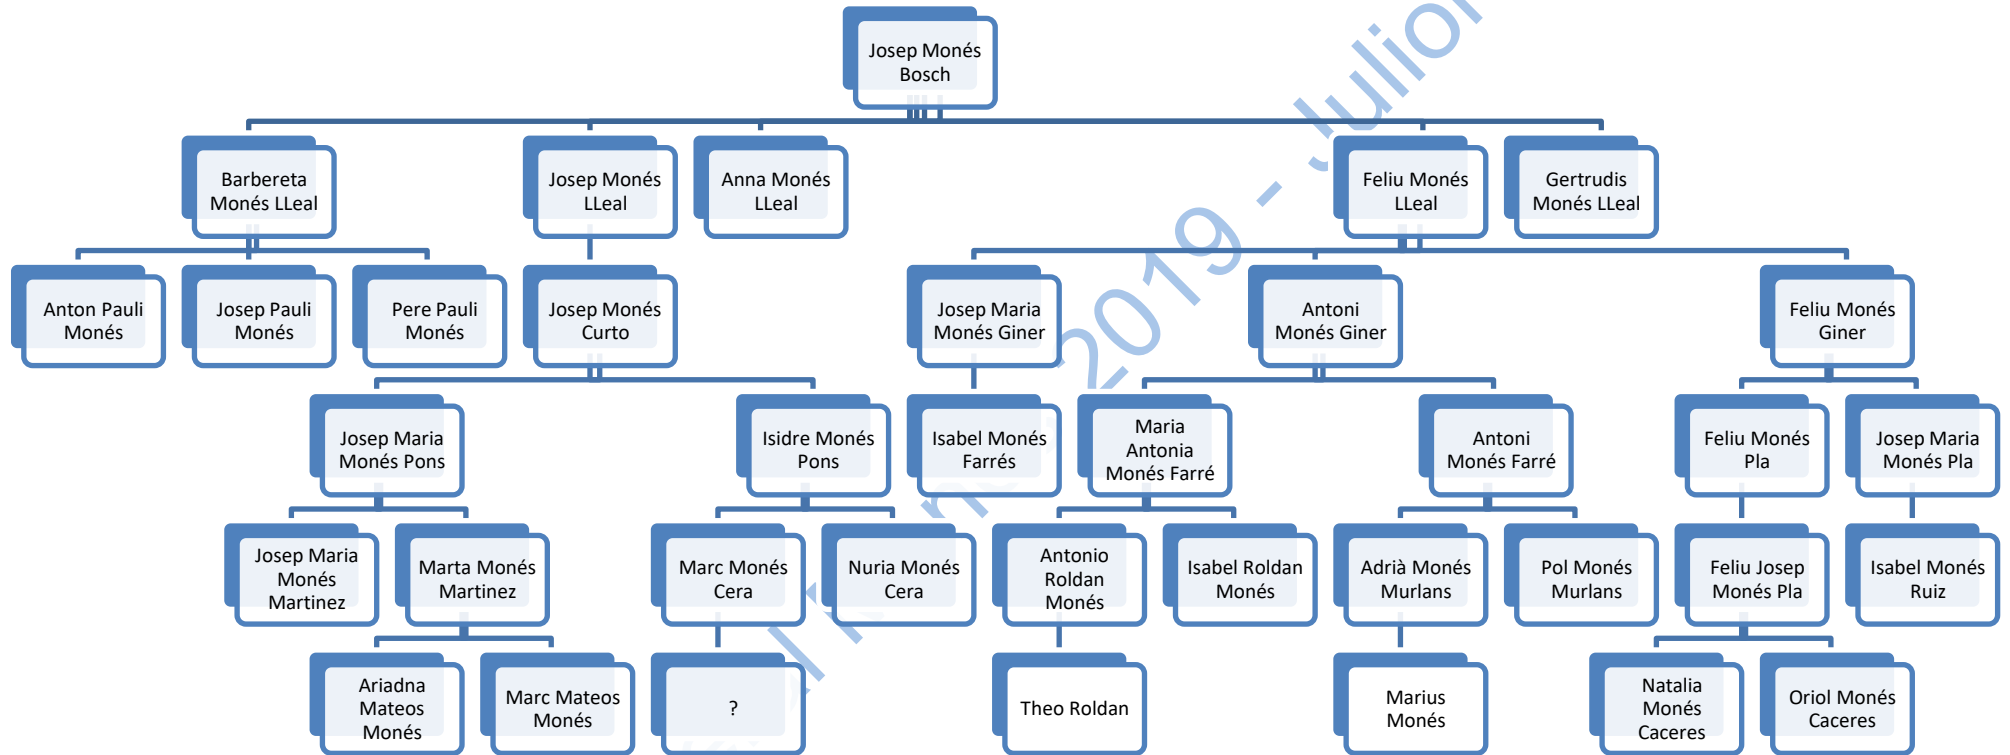 Josep Monés
Bosch
Barbereta
Monés LLeal
Josep Monés
LLeal
Anna Monés
LLeal
Feliu Monés
LLeal
Gertrudis
Monés LLeal
Anton Pauli
Monés
Josep Pauli
Monés
Pere Pauli
Monés
Josep Monés
Curto
Josep Maria
Monés Giner
Antoni
Monés Giner
Feliu Monés
Giner
Josep Maria
Monés Pons
Isidre Monés
Pons
Isabel Monés
Farrés
Maria
Antonia
Monés Farré
Antoni
Monés Farré
Feliu Monés
Pla
Josep Maria
Monés Pla
Josep Maria
Monés
Martinez
Marta Monés
Martinez
Marc Monés
Cera
Nuria Monés
Cera
Antonio
Roldan
Monés
Isabel Roldan
Monés
Adrià Monés
Murlans
Pol Monés
Murlans
Feliu Josep
Monés Pla
Isabel Monés
Ruiz
Ariadna
Mateos
Monés
Marc Mateos
Monés
?
Theo Roldan
Marius
Monés
Natalia
Monés
Caceres
Oriol Monés
Caceres
2019 - Julior